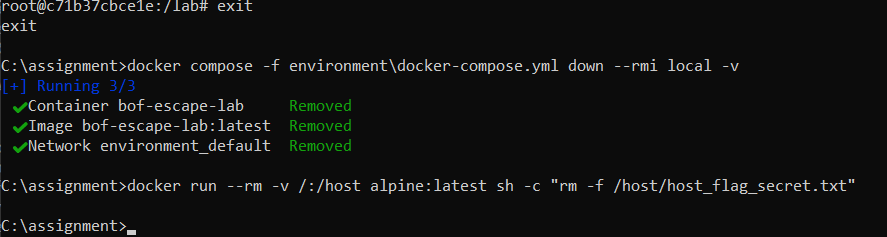 root@c71b37cbce1e:/lab# exit
exit
C:\assignment>docker compose -f environment\docker-compose.yml down --rmi local -v
[+] Running 3/3
✔Container bof-escape-lab Removed
✔Image bof-escape-lab:latest Removed
✔Network environment_default Removed
C:\assignment>docker run --rm -v /:/host alpine:latest sh -c "rm -f /host/host_flag_secret.txt"
C:\assignment>